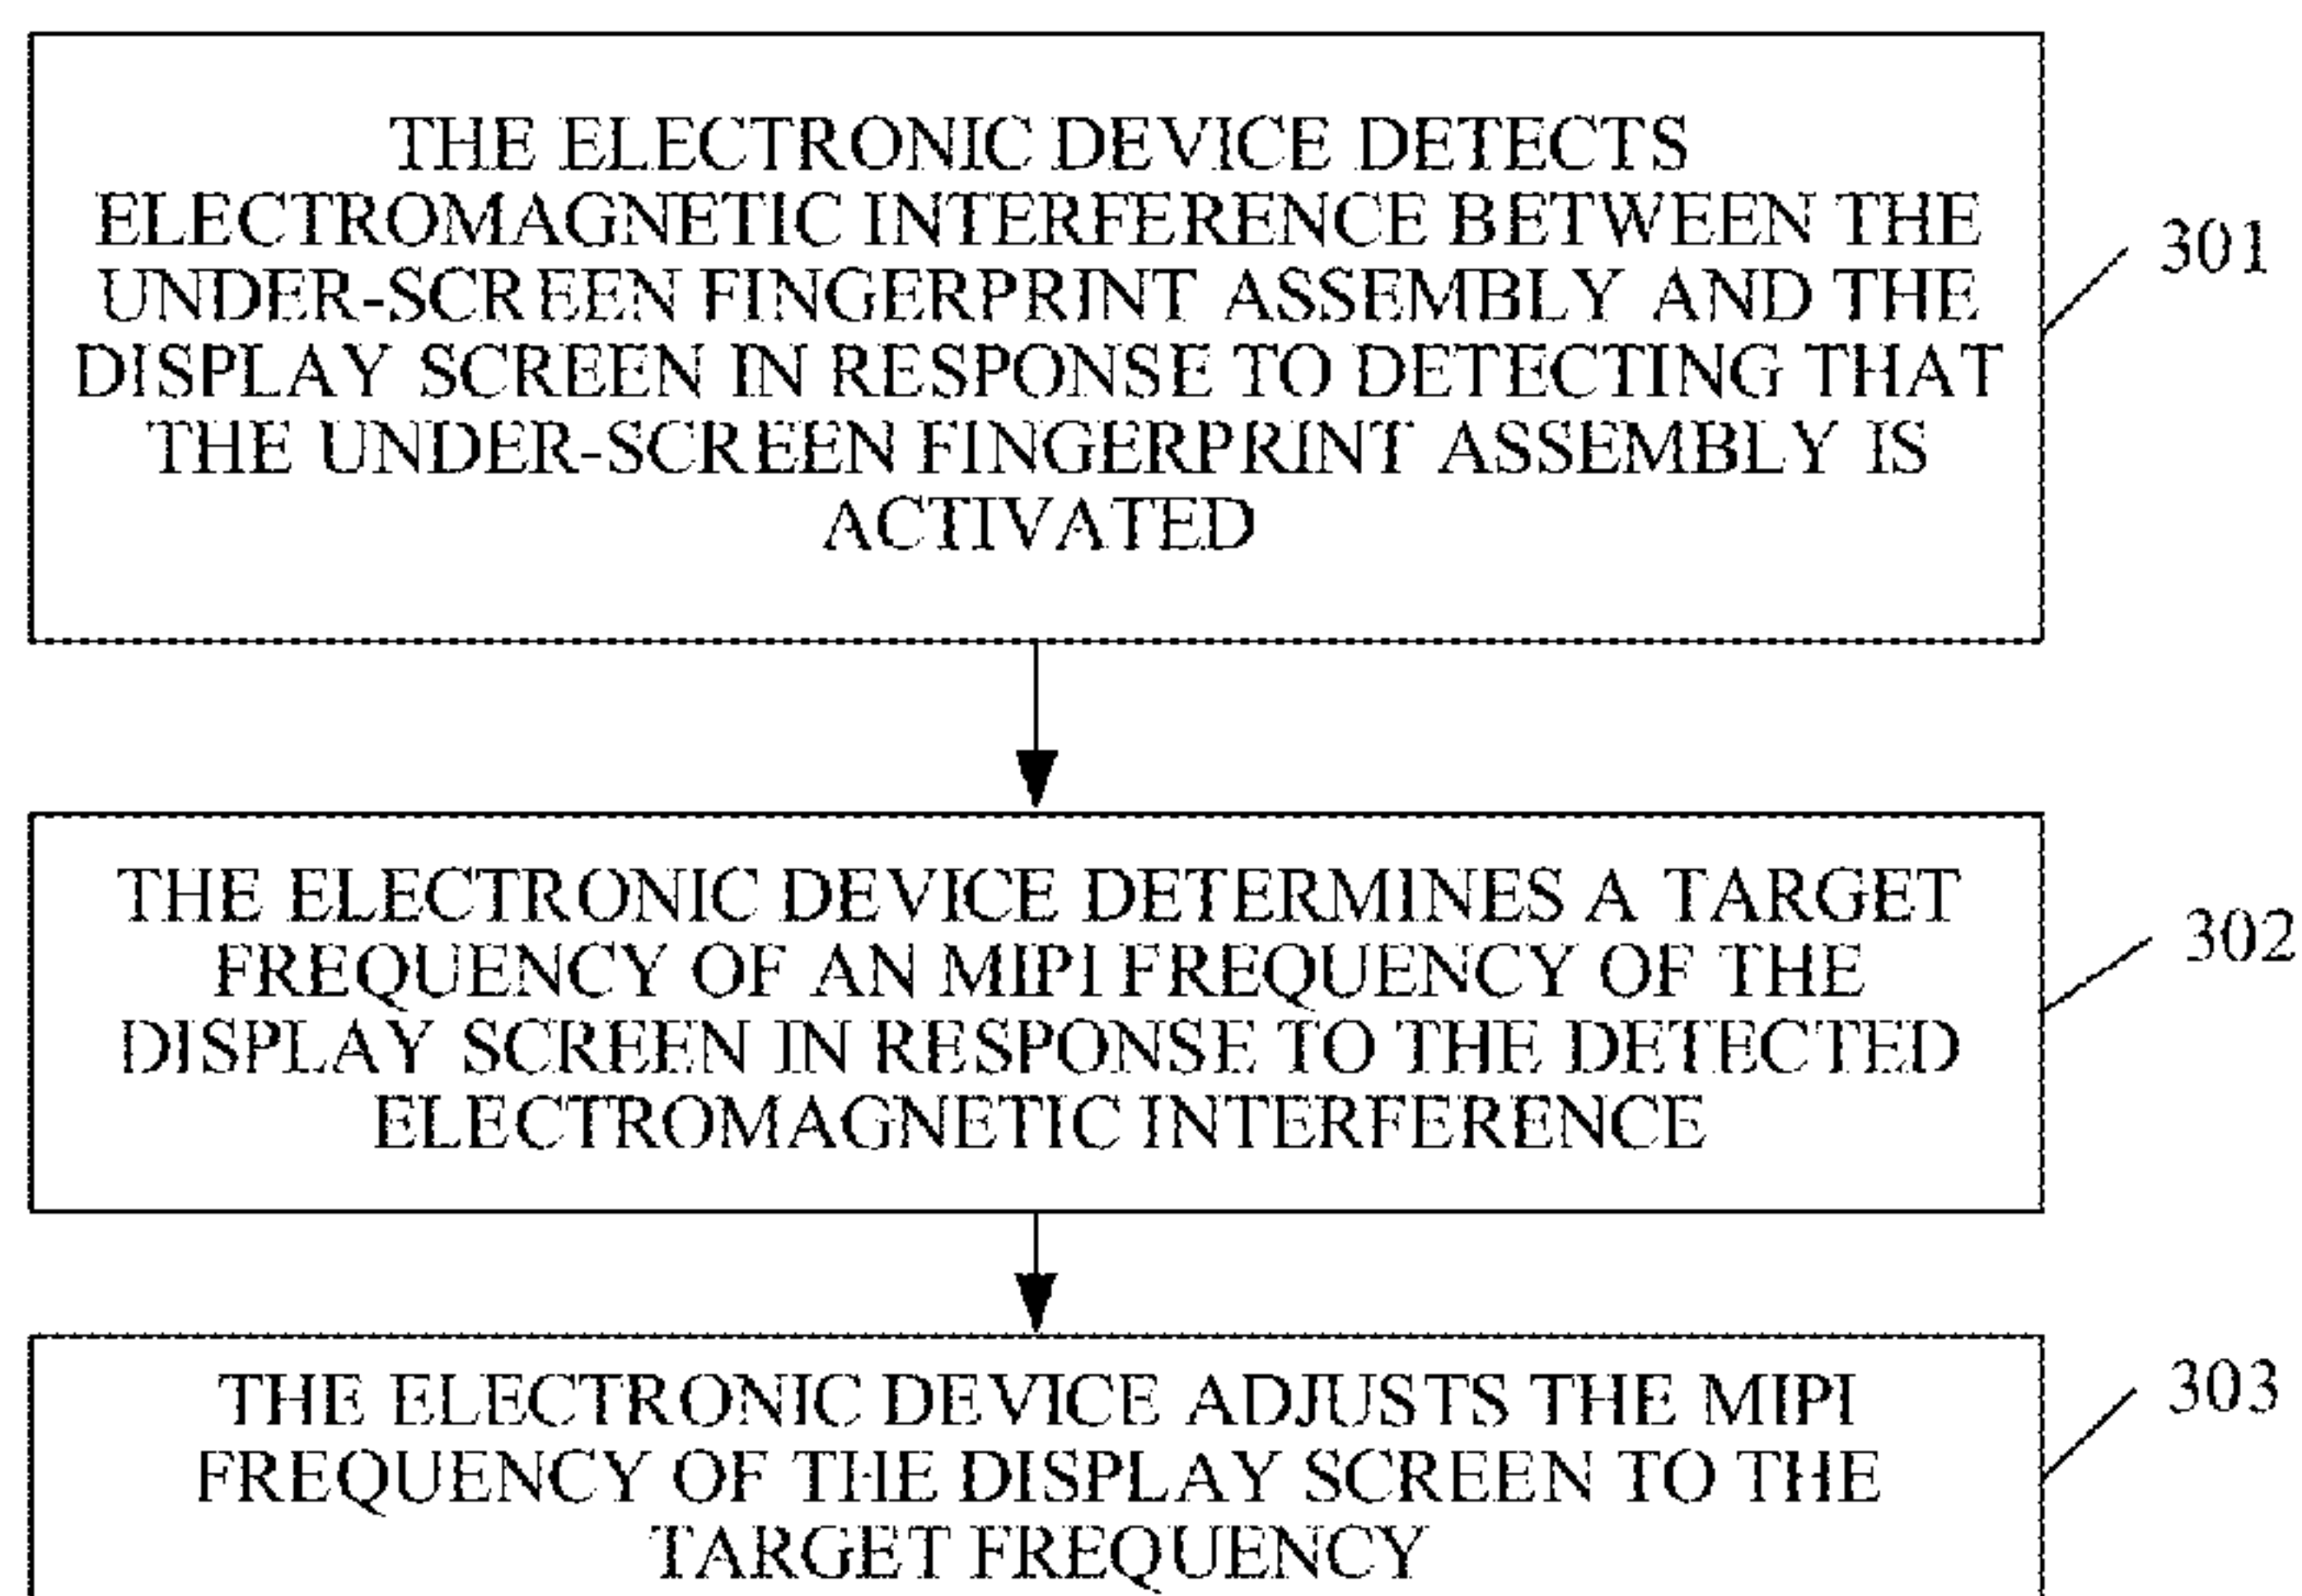 THE ELECTRONIC DEVICE DETECTS
ELECTROMAGNETIC INTERFERENCE BETWEEN THE
UNDER-SCREEN FINGERPRINT ASSEMBLY AND THE
DISPLAY SCREEN IN RESPONSE TO DETECTING THAT
THE UNDER-SCREEN FINGERPRINT ASSEMBLY IS
ACTIVATED
301
THE ELECTRONIC DEVICE DETERMINES A TARGET
FREQUENCY OF AN MIPI FREQUENCY OF THE
DISPLAY SCREEN IN RESPONSE TO THE DETECTED
ELECTROMAGNETIC INTERFERENCE
302
THE ELECTRONIC DEVICE ADJUSTS THE MIPI
FREQUENCY OF THE DISPLAY SCREEN TO THE
TARGET FREQUENCY
303